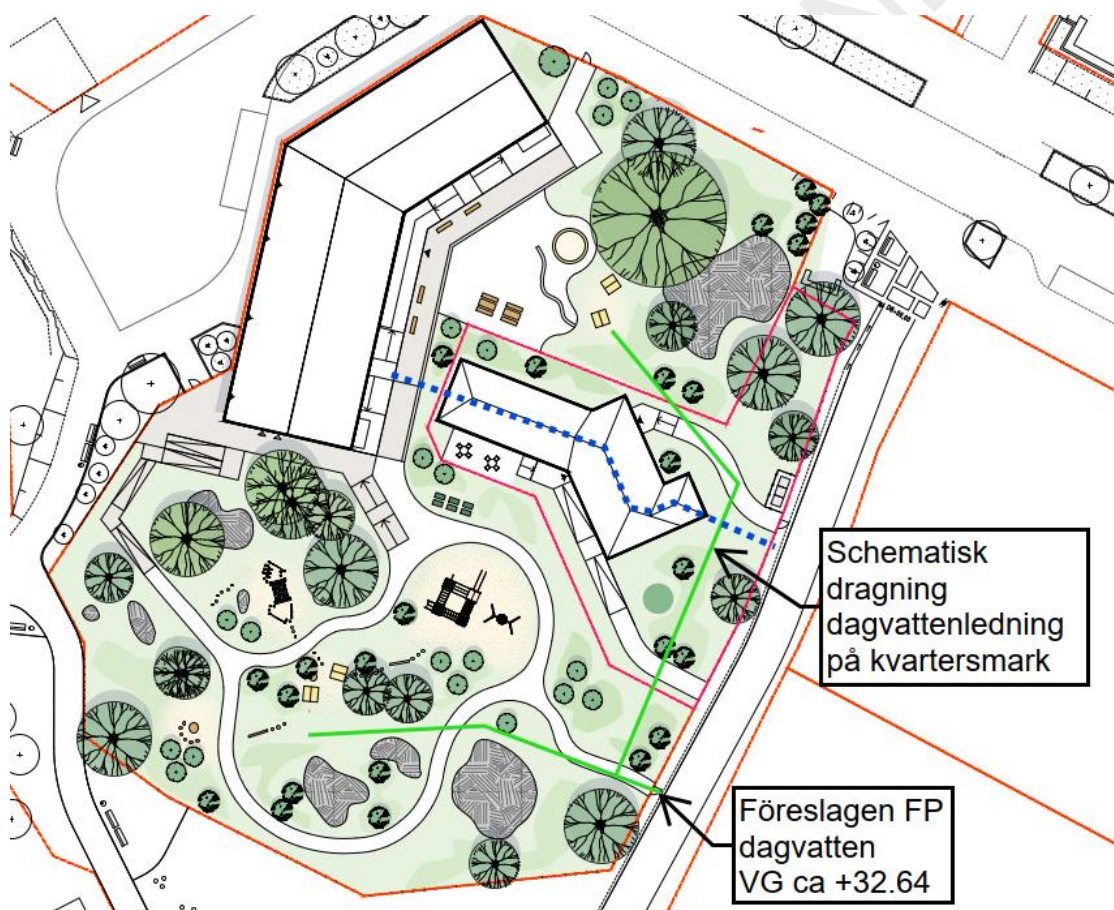 Schematisk
dragning
dagvattenledning
på kvartersmark
Föreslagen FP
dagvatten
VG ca +32.64